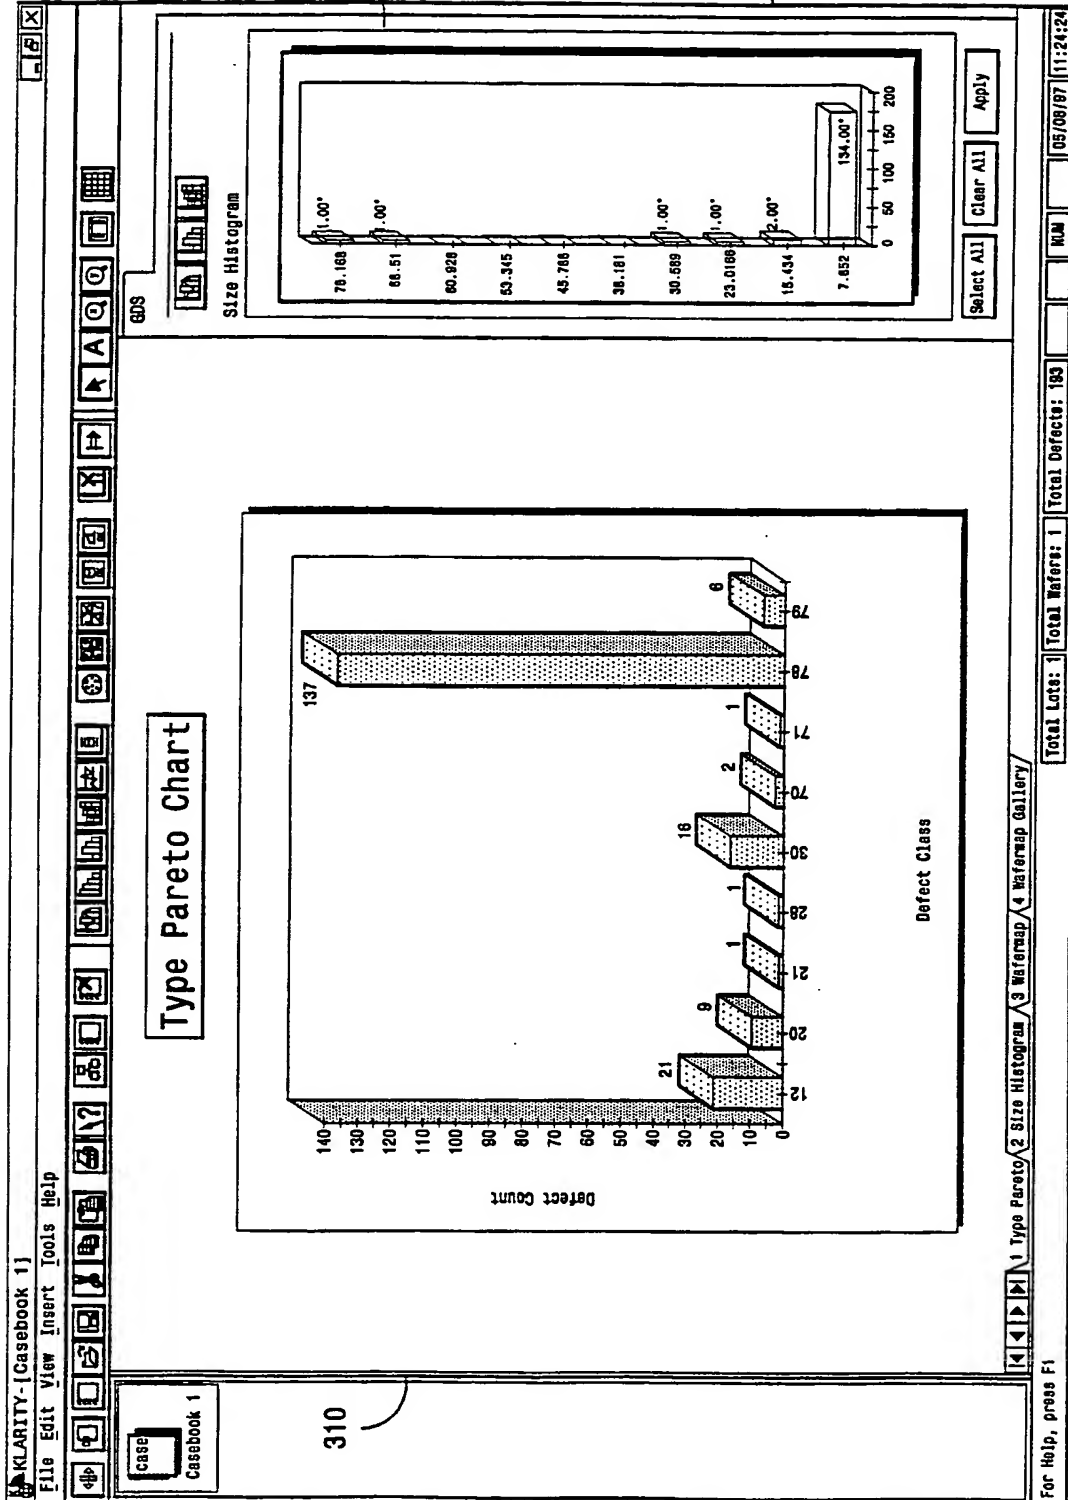 KLARITY-[Casebook 1]
File Edit View Insert Tools Help
case
Casebook 1
310
Type Pareto Chart
Defect Count
140
130
120
110
100
90
80
70
60
50
40
30
20
10
0
21
9
1
1
16
2
1
137
6
12
20
21
28
30
70
71
78
79
Defect Class
GDS
Size Histogram
76.168
1.00"
68.51
1.00"
60.928
53.345
45.766
38.181
30.589
1.00"
23.0166
1.00"
15.434
2.00"
7.852
134.00"
0
50
100
150
200
Select All
Clear All
Apply
1 Type Pareto
2 Size Histogram
3 Wafermap
4 Wafermap Gallery
For Help, press F1
Total Lots: 1
Total Wafers: 1
Total Defects: 193
NUM
05/08/97
11:24:24